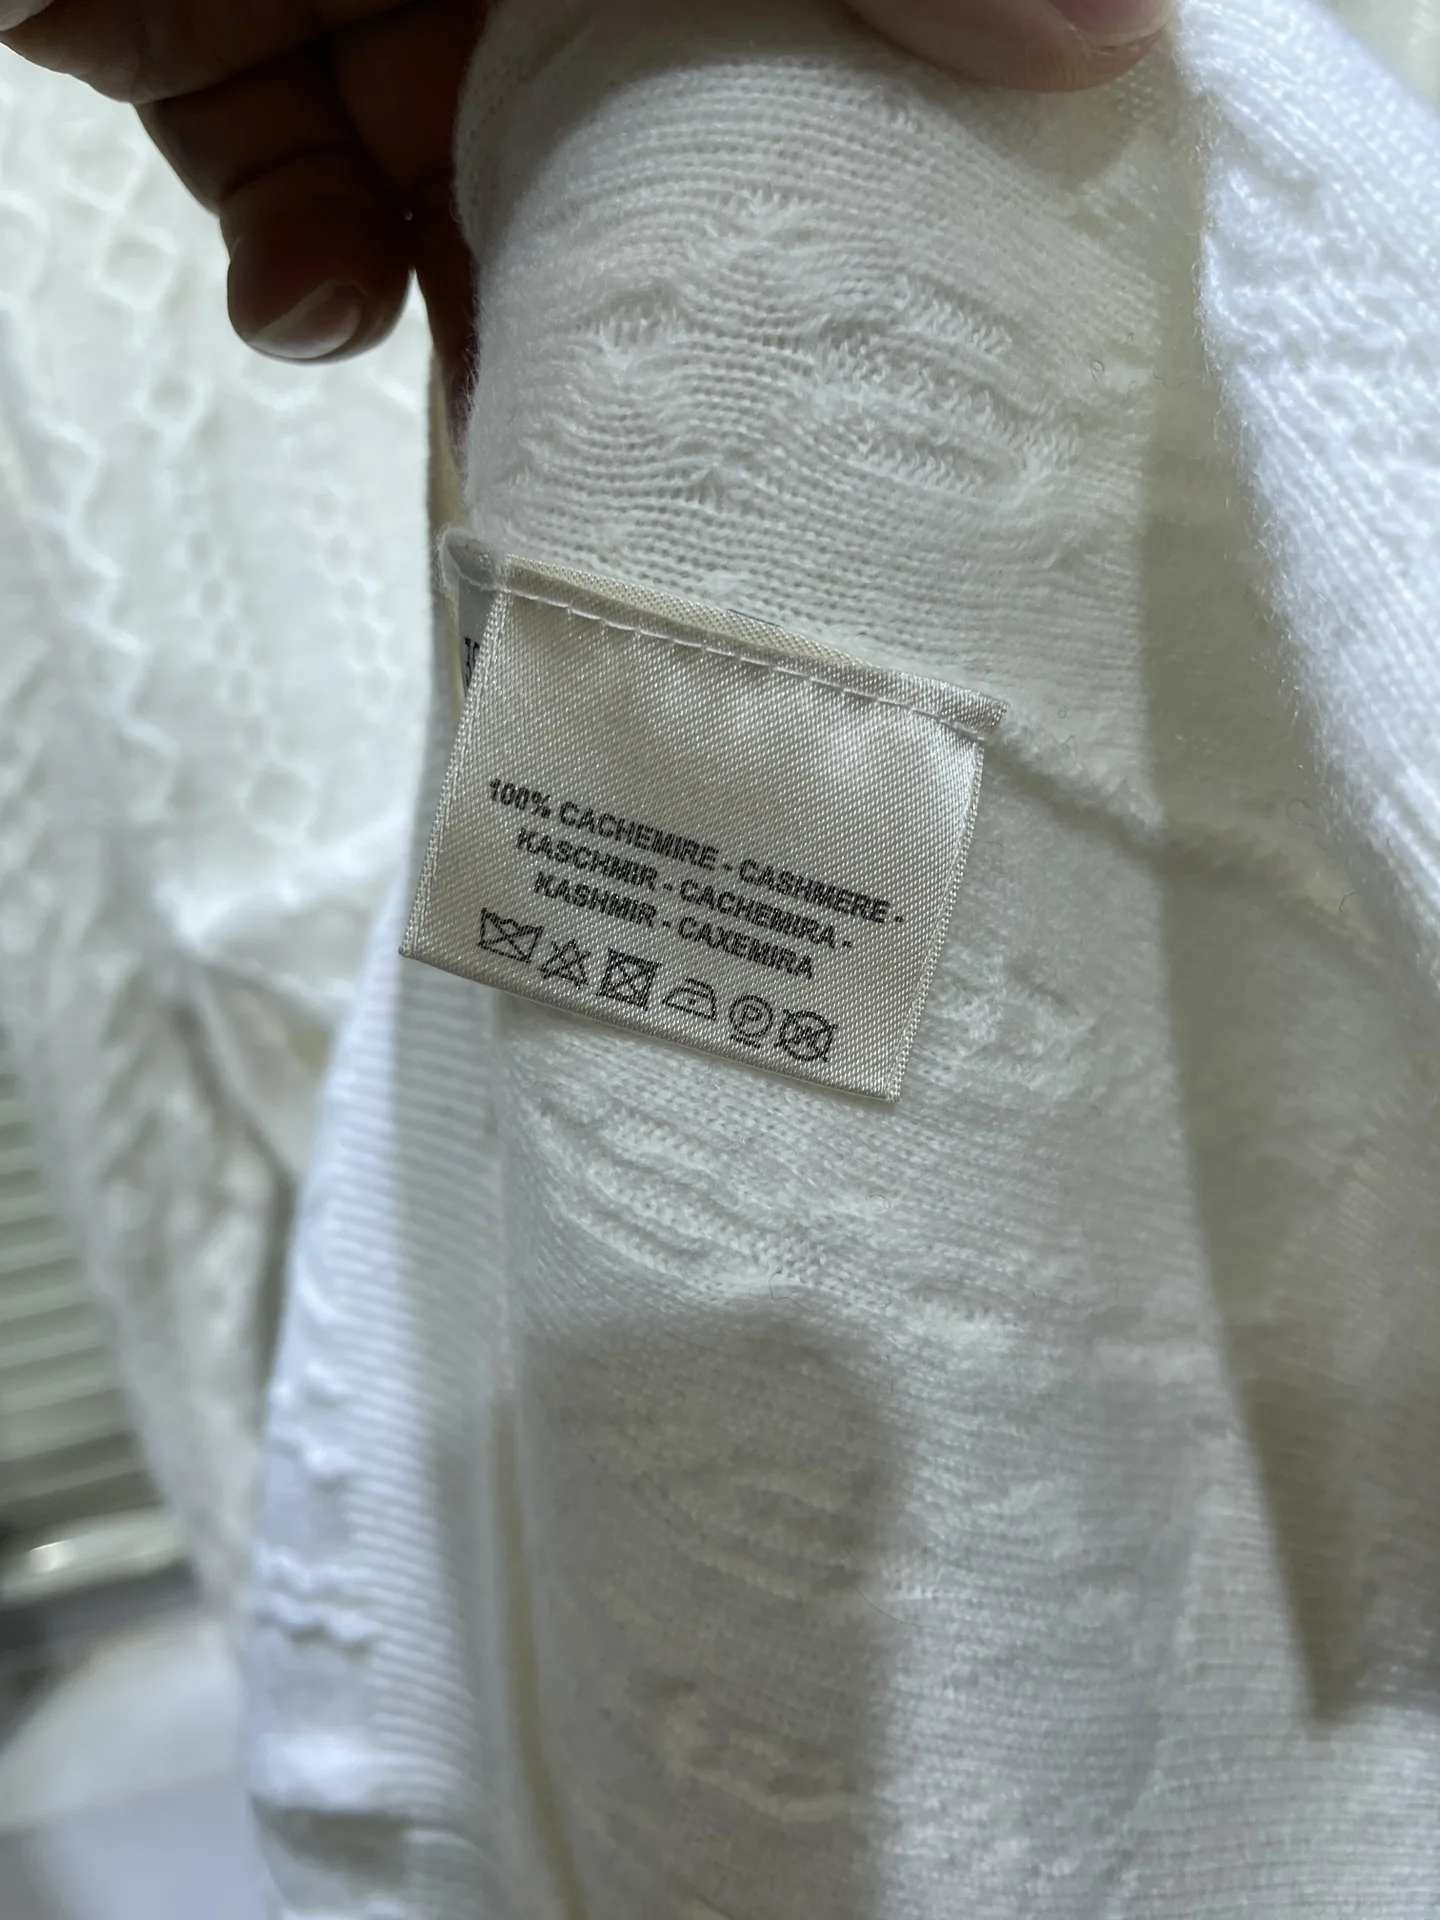 100% CACHEMIRE - CASHMERE -
KASCHMIR - CACHEMIRA -
KASHMIR - CAXEMIRA
P